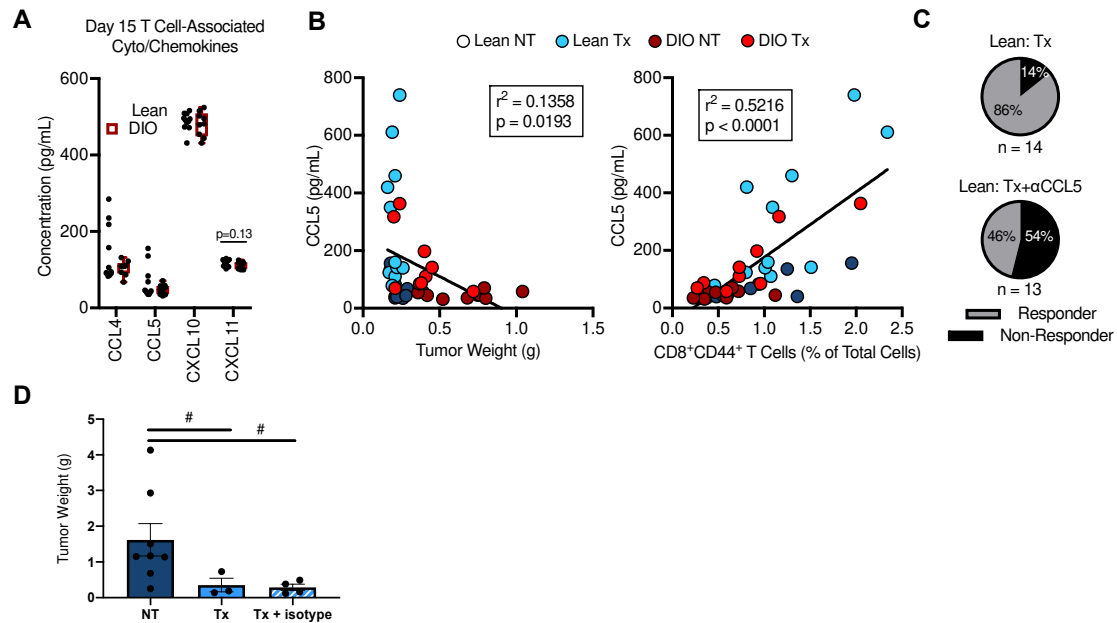 A
Day 15 T Cell-Associated
Cyto/Chemokines
600
400
200
0
Concentration (pg/mL)
Lean
DIO
p=0.13
CCL4
CCL5
CXCL10
CXCL11
B
Lean NT
Lean Tx
DIO NT
DIO Tx
800
600
400
200
0
CCL5 (pg/mL)
r² = 0.1358
p = 0.0193
0.0
0.5
1.0
1.5
Tumor Weight (g)
800
600
400
200
0
CCL5 (pg/mL)
r² = 0.5216
p < 0.0001
0.0
0.5
1.0
1.5
2.0
2.5
CD8⁺CD44⁺ T Cells (% of Total Cells)
C
Lean: Tx
14%
86%
n = 14
Lean: Tx+αCCL5
46%
54%
n = 13
Responder
Non-Responder
D
5
4
3
2
1
0
Tumor Weight (g)
#
#
NT
Tx
Tx + isotype